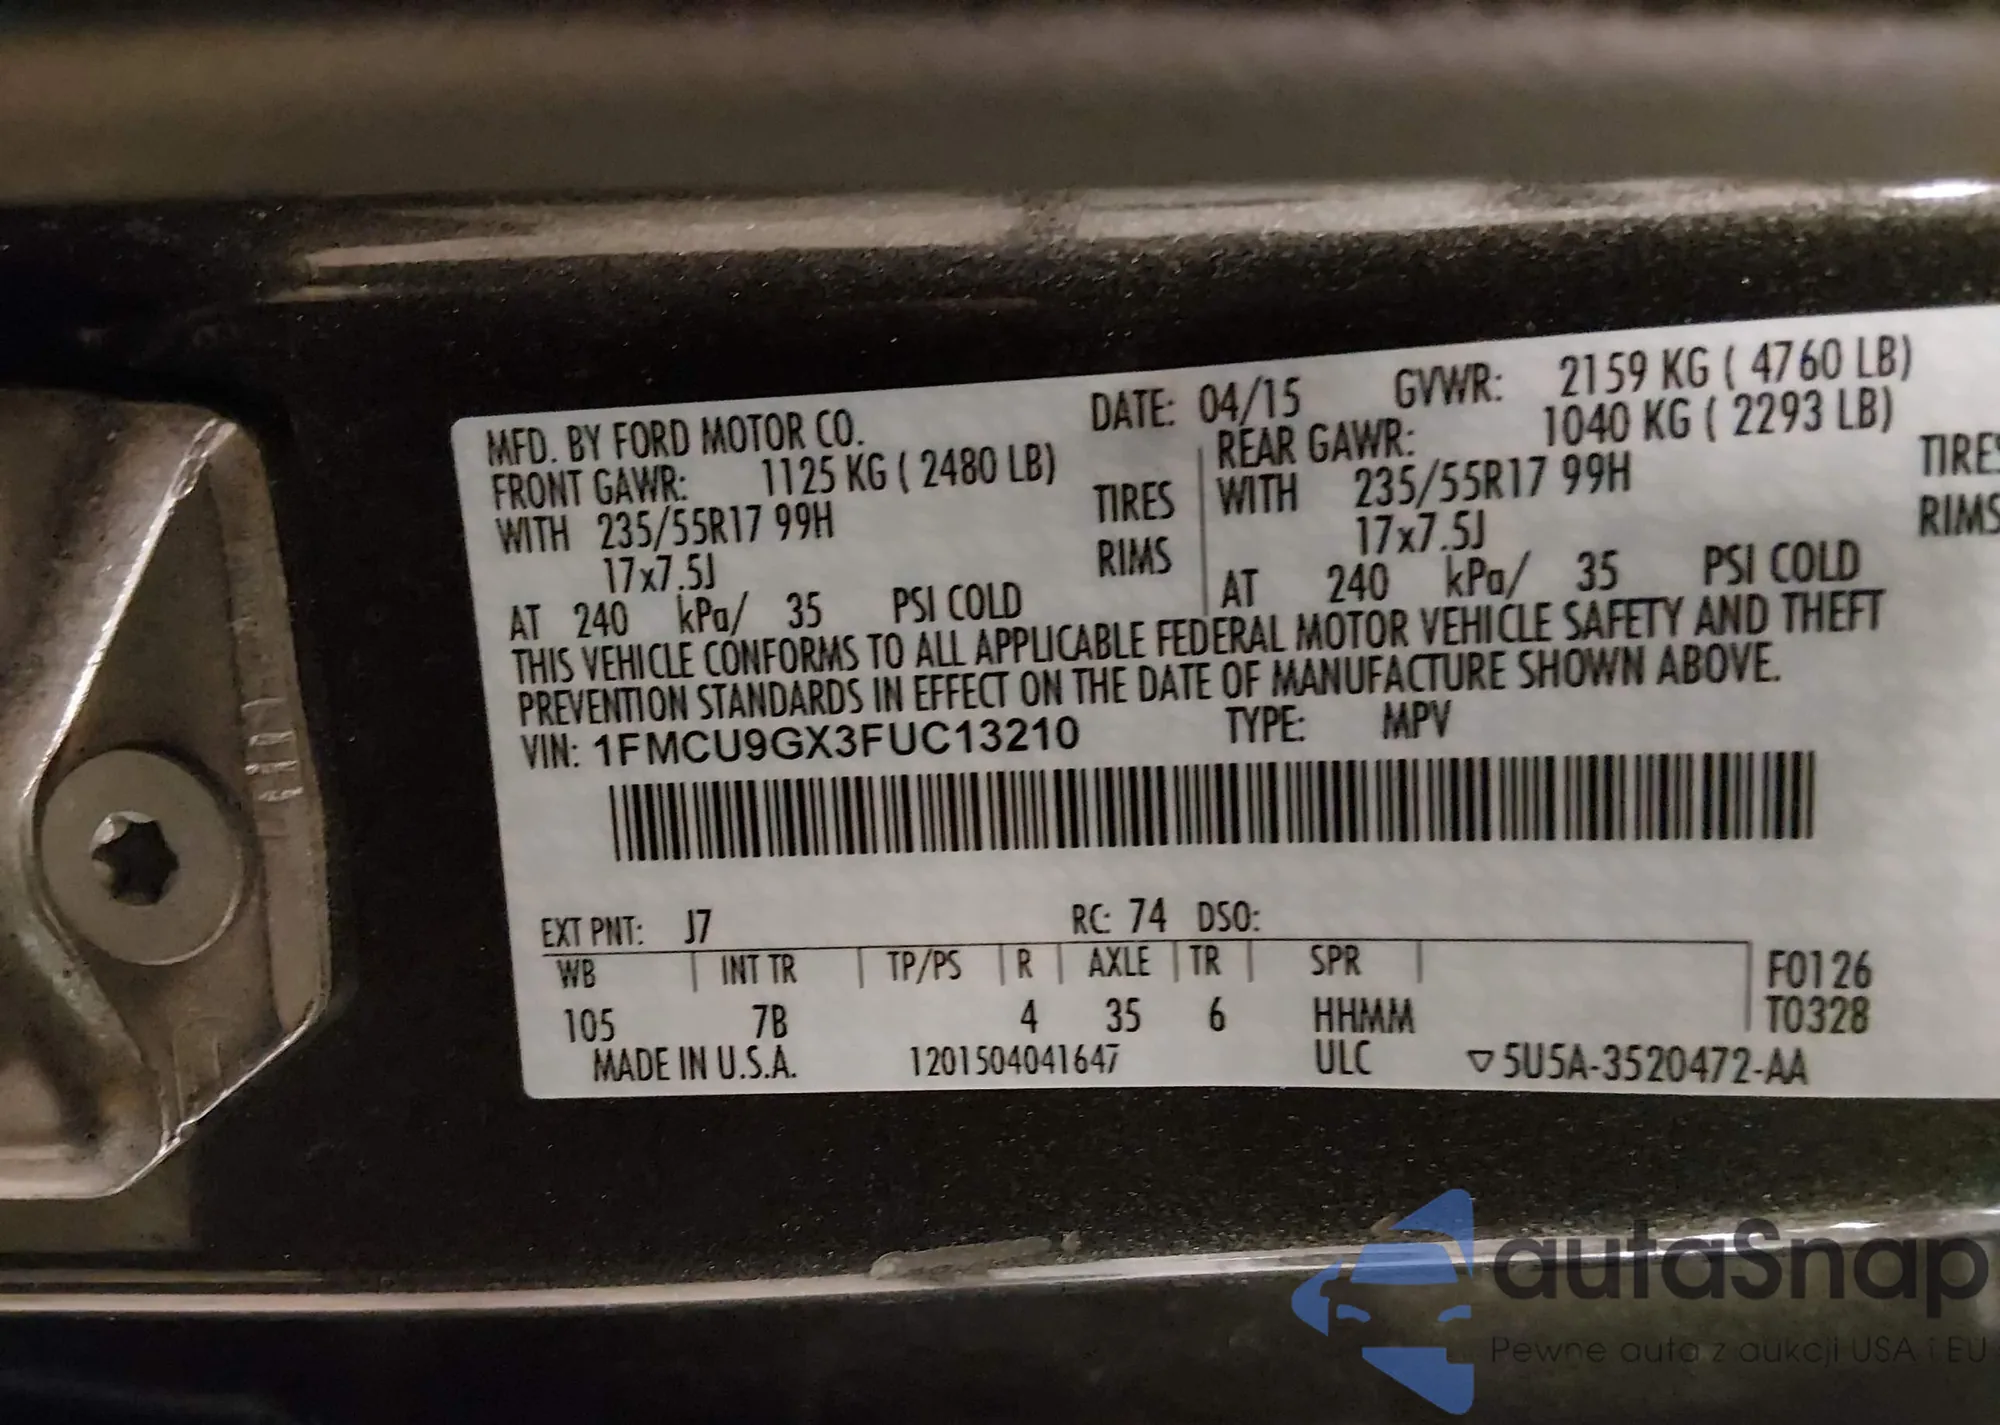 MFD. BY FORD MOTOR CO. DATE: 04/15 GVWR: 2159 KG ( 4760 LB)
FRONT GAWR: 1125 KG ( 2480 LB) REAR GAWR: 1040 KG ( 2293 LB)
WITH 235/55R17 99H TIRES WITH 235/55R17 99H TIRES
17x7.5J RIMS 17x7.5J RIMS
AT 240 kPa/ 35 PSI COLD AT 240 kPa/ 35 PSI COLD
THIS VEHICLE CONFORMS TO ALL APPLICABLE FEDERAL MOTOR VEHICLE SAFETY AND THEFT
PREVENTION STANDARDS IN EFFECT ON THE DATE OF MANUFACTURE SHOWN ABOVE.
VIN: 1FMCU9GX3FUC13210 TYPE: MPV
EXT PNT: J7 RC: 74 DSO:
WB INT TR TP/PS R AXLE TR SPR F0126
105 7B 4 35 6 HHMM T0328
MADE IN U.S.A. 1201504041647 ULC ▽5U5A-3520472-AA
autaSnap
Pewne auta z aukcji USA i EU